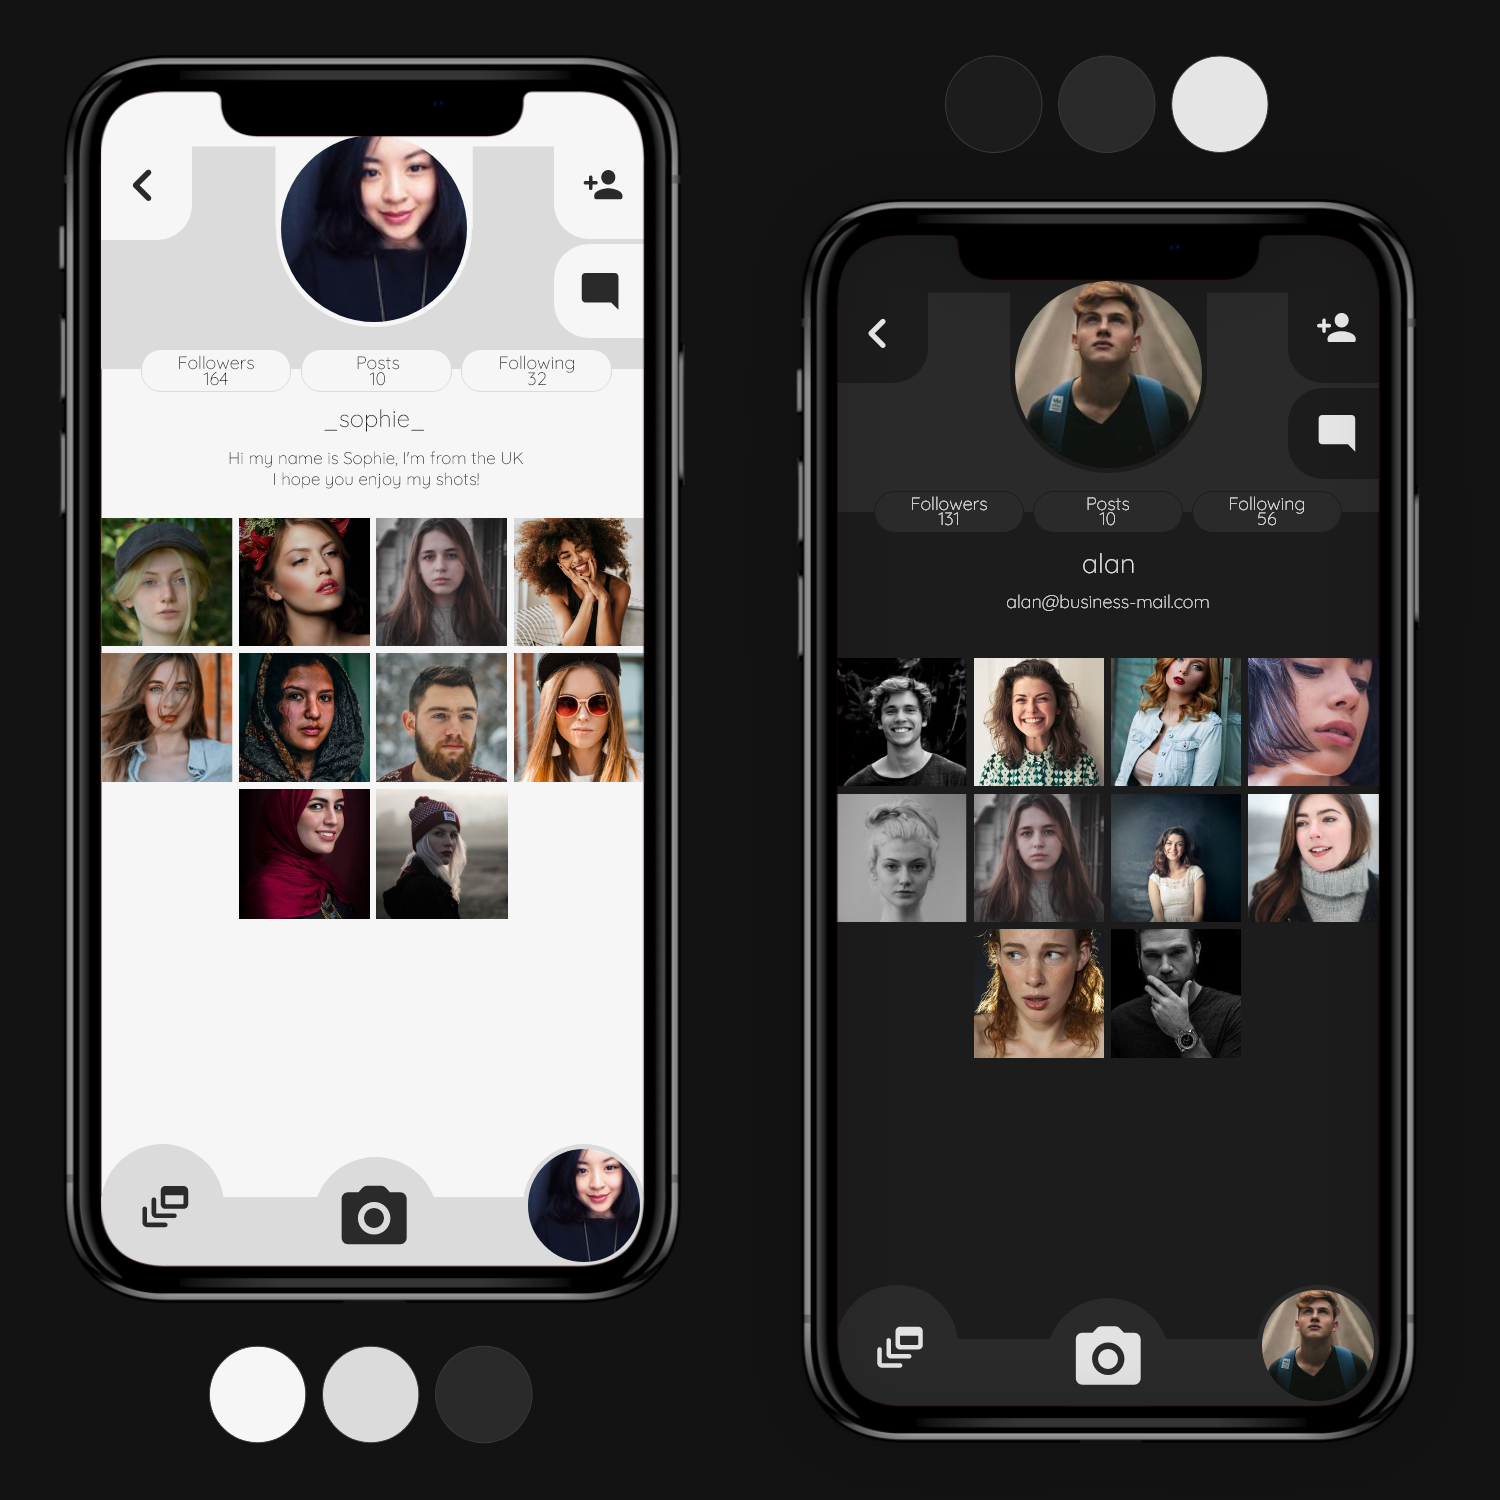 Followers
164
Posts
10
Following
32
_sophie_
Hi my name is Sophie, I'm from the UK
I hope you enjoy my shots!
Followers
131
Posts
10
Following
56
alan
alan@business-mail.com